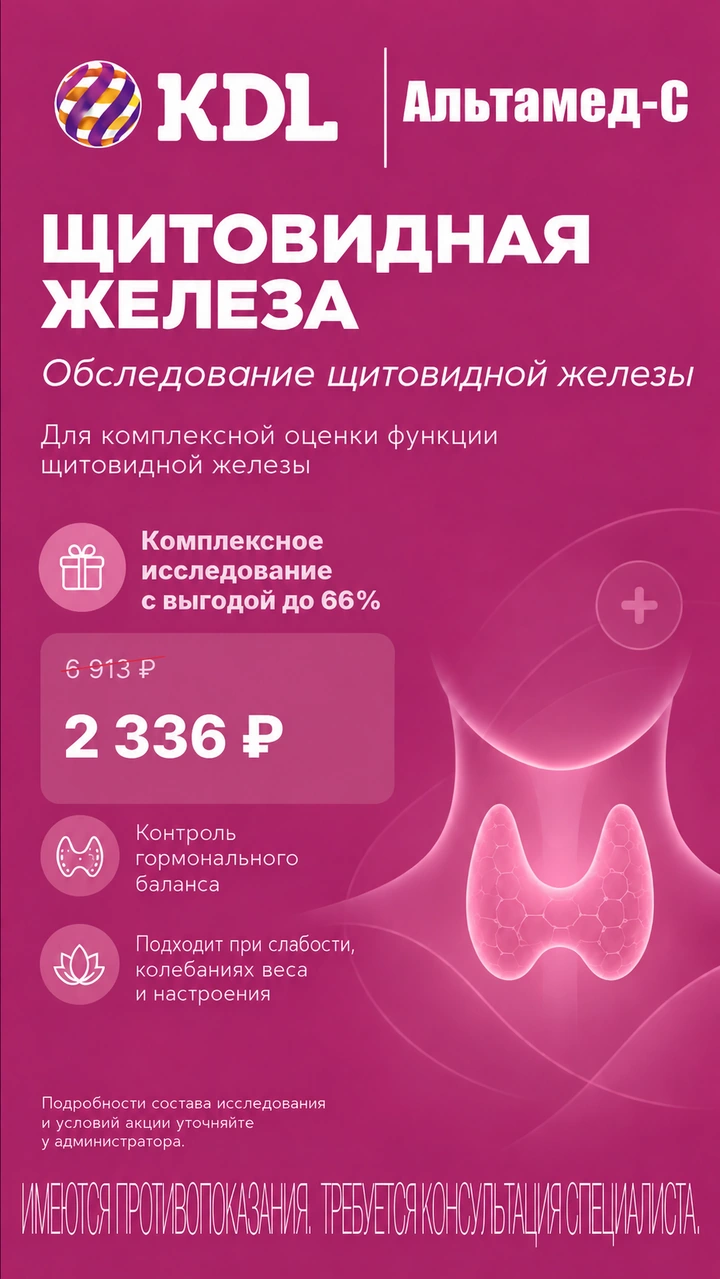 KDL
Альтамед-С
ЩИТОВИДНАЯ
ЖЕЛЕЗА
Обследование щитовидной железы
Для комплексной оценки функции
щитовидной железы
Комплексное
исследование
с выгодой до 66%
6 913 ₽
2 336 ₽
Контроль
гормонального
баланса
Подходит при слабости,
колебаниях веса
и настроения
Подробности состава исследования
и условий акции уточняйте
у администратора.
ИМЕЮТСЯ ПРОТИВОПОКАЗАНИЯ. ТРЕБУЕТСЯ КОНСУЛЬТАЦИЯ СПЕЦИАЛИСТА.